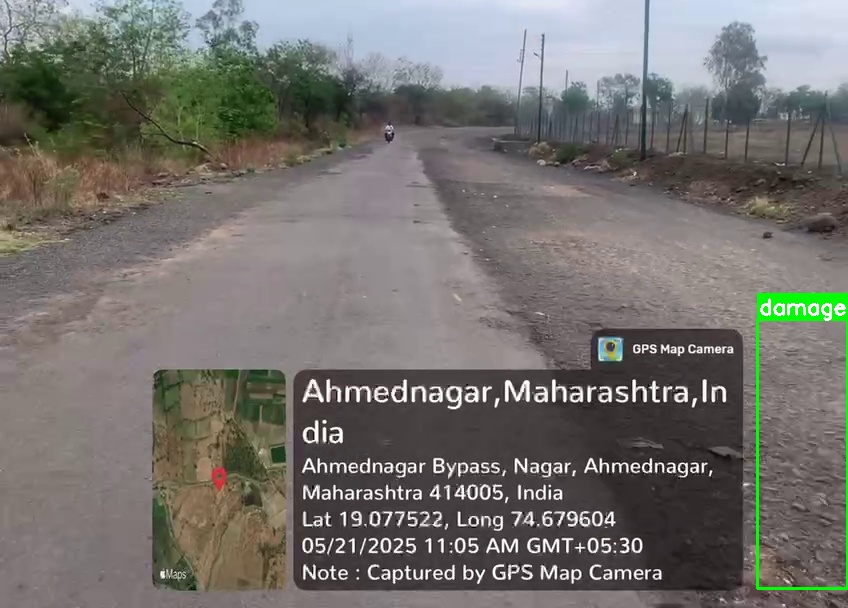 damage
GPS Map Camera
Ahmednagar,Maharashtra,In
dia
Ahmednagar Bypass, Nagar, Ahmednagar,
Maharashtra 414005, India
Lat 19.077522, Long 74.679604
05/21/2025 11:05 AM GMT+05:30
Note : Captured by GPS Map Camera
Maps